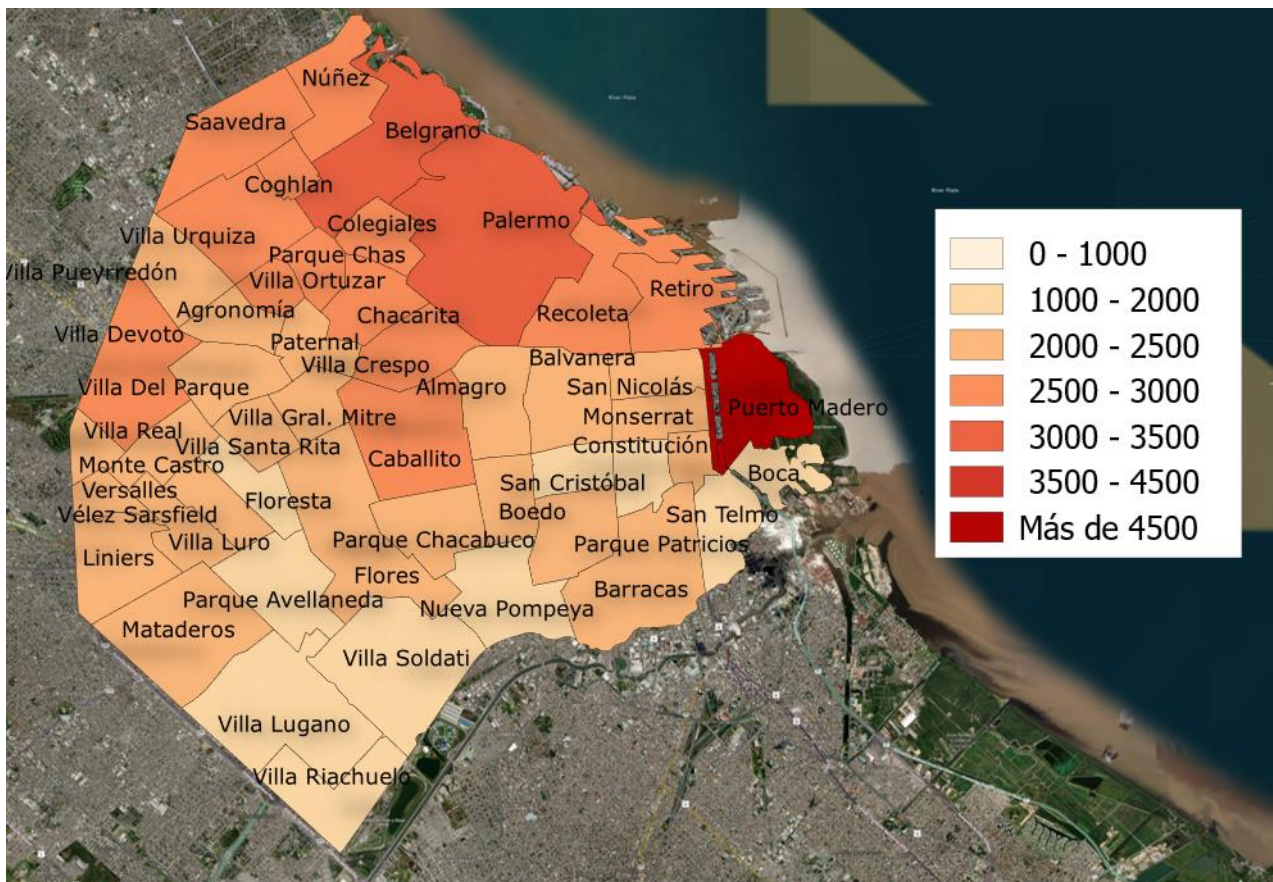 River Plate
Núñez
Saavedra
Belgrano
River Plate
Coghlan
Colegiales
Palermo
Villa Urquiza
Parque Chas
Villa Pueyrredón
Villa Ortuzar
Retiro
Agronomía
Chacarita
Recoleta
Villa Devoto
Paternal
Villa Crespo
Balvanera
Villa Del Parque
Almagro
San Nicolás
Puerto Madero
Villa Gral. Mitre
Monserrat
Villa Real
Villa Santa Rita
Constitución
Monte Castro
Caballito
Boca
Versalles
Floresta
San Cristóbal
Vélez Sarsfield
Boedo
San Telmo
Villa Luro
Parque Chacabuco
Parque Patricios
Liniers
Flores
Barracas
Parque Avellaneda
Nueva Pompeya
Mataderos
Villa Soldati
Villa Lugano
Villa Riachuelo
0 - 1000
1000 - 2000
2000 - 2500
2500 - 3000
3000 - 3500
3500 - 4500
Más de 4500